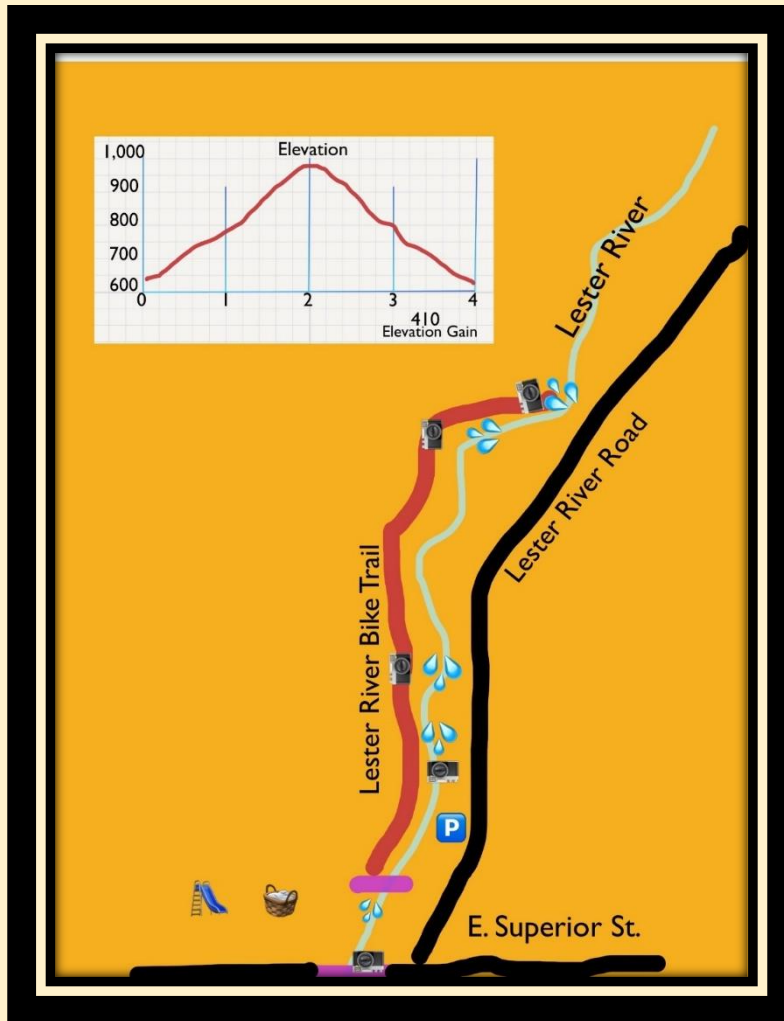 Elevation
1,000
900
800
700
600
0 1 2 3 4
410
Elevation Gain
Lester River
Lester River Road
Lester River Bike Trail
P
E. Superior St.